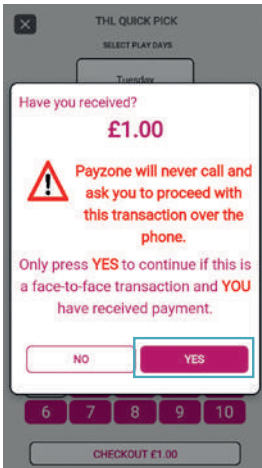 THL QUICK PICK
SELECT PLAY DAYS
Tuesday
Have you received?
£1.00
Payzone will never call and
ask you to proceed with
this transaction over the
phone.
Only press YES to continue if this is
a face-to-face transaction and YOU
have received payment.
NO YES
6 7 8 9 10
CHECKOUT £1.00